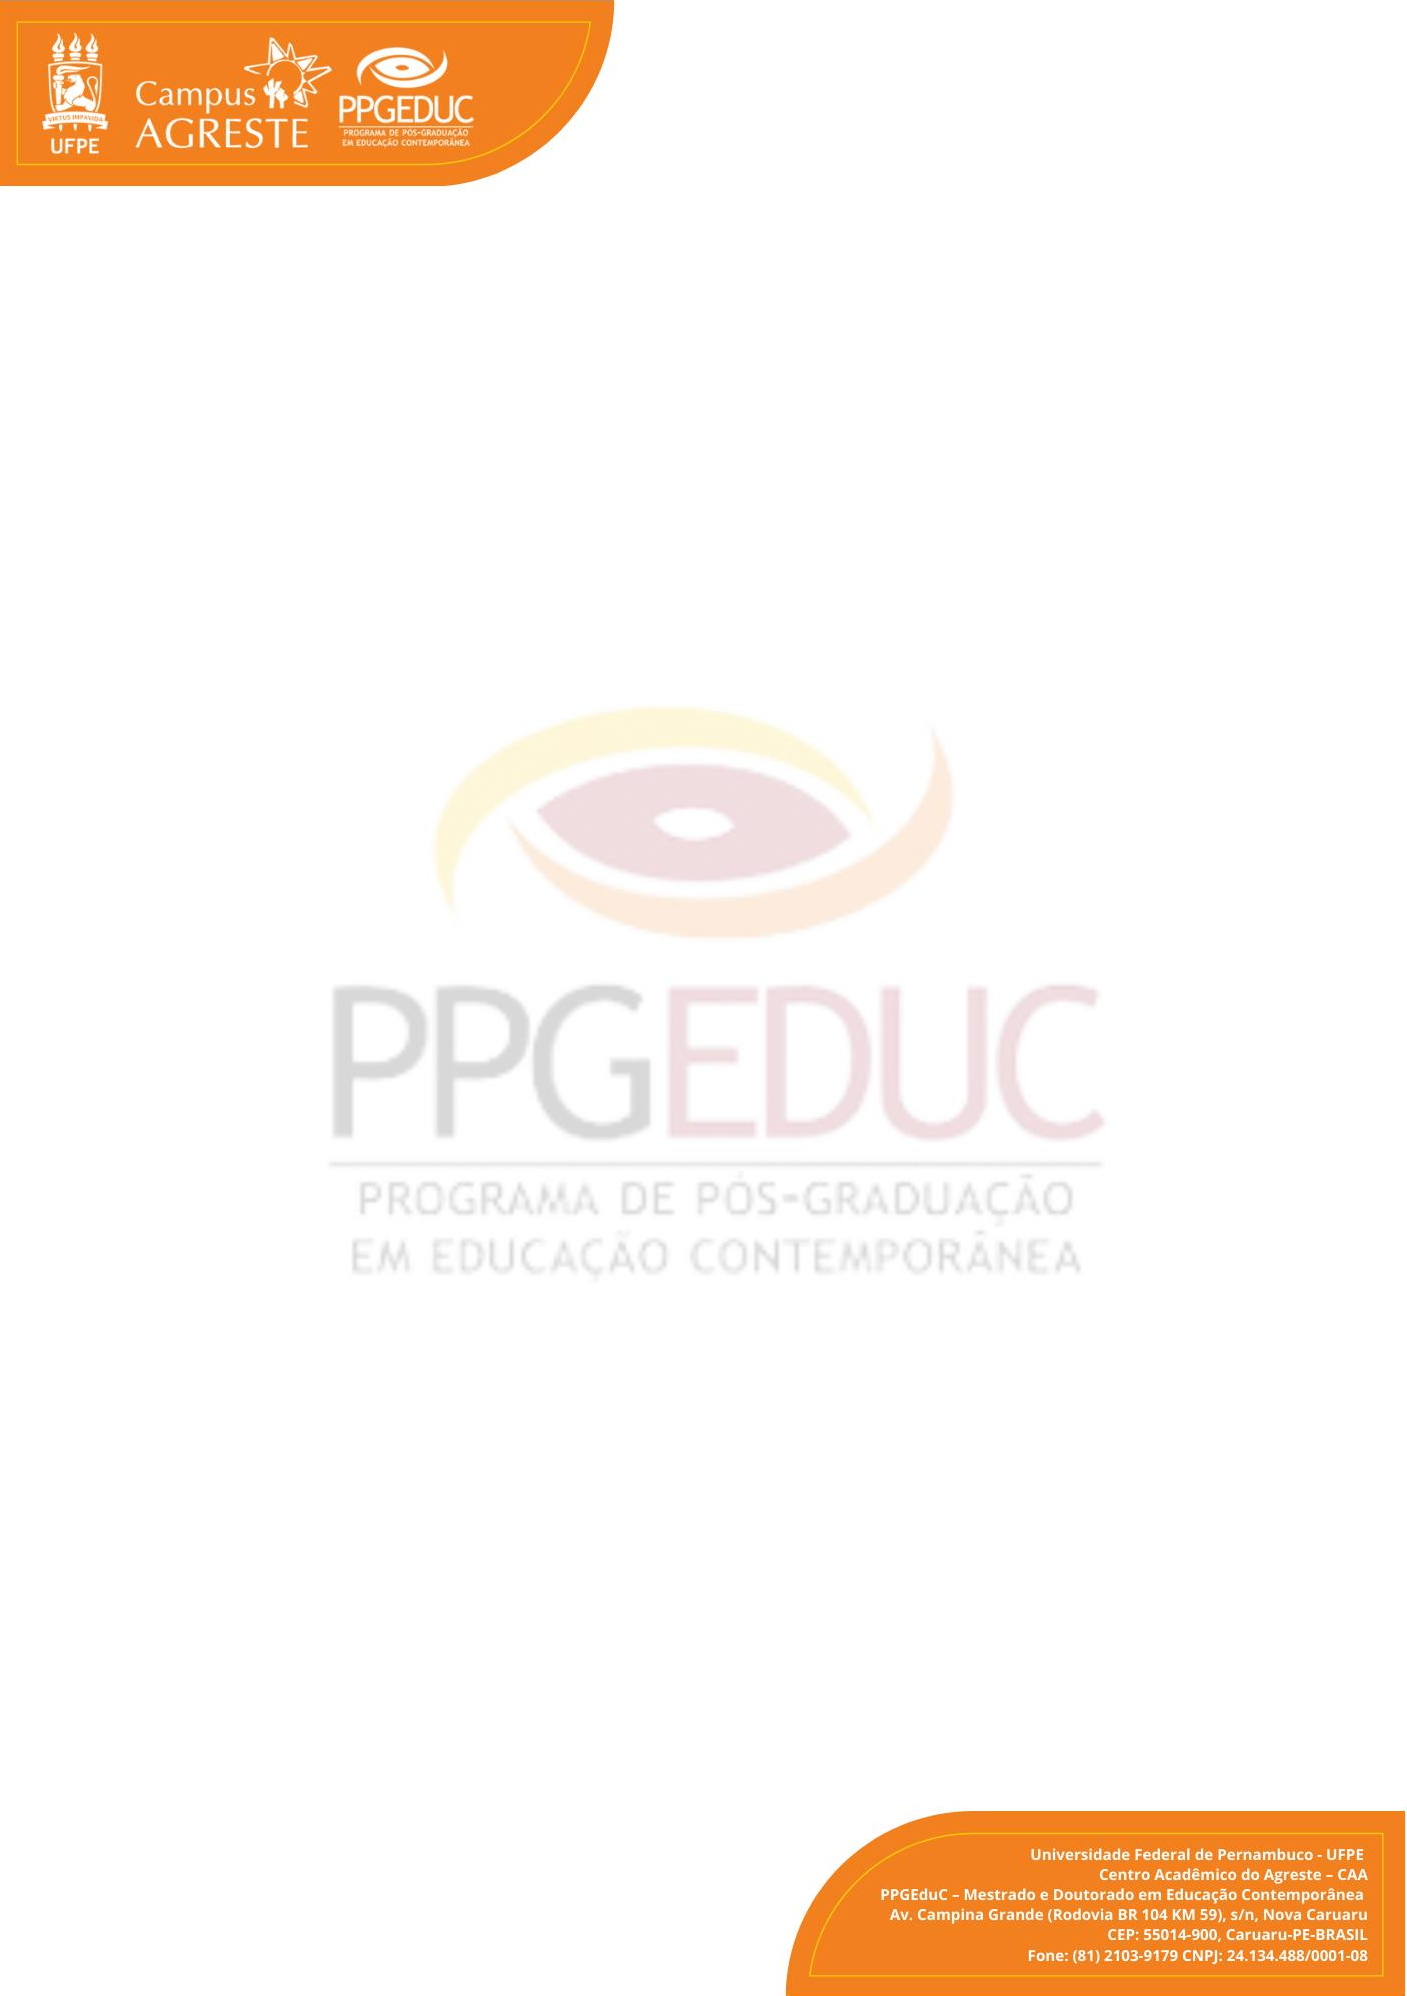 VIRTUS IMPAVIDA
UFPE
Campus
AGRESTE
PPGEDUC
PROGRAMA DE PÓS-GRADUAÇÃO
EM EDUCAÇÃO CONTEMPORÂNEA
PPGEDUC
PROGRAMA DE PÓS-GRADUAÇÃO
EM EDUCAÇÃO CONTEMPORÂNEA
Universidade Federal de Pernambuco - UFPE
Centro Acadêmico do Agreste – CAA
PPGEduC – Mestrado e Doutorado em Educação Contemporânea
Av. Campina Grande (Rodovia BR 104 KM 59), s/n, Nova Caruaru
CEP: 55014-900, Caruaru-PE-BRASIL
Fone: (81) 2103-9179 CNPJ: 24.134.488/0001-08